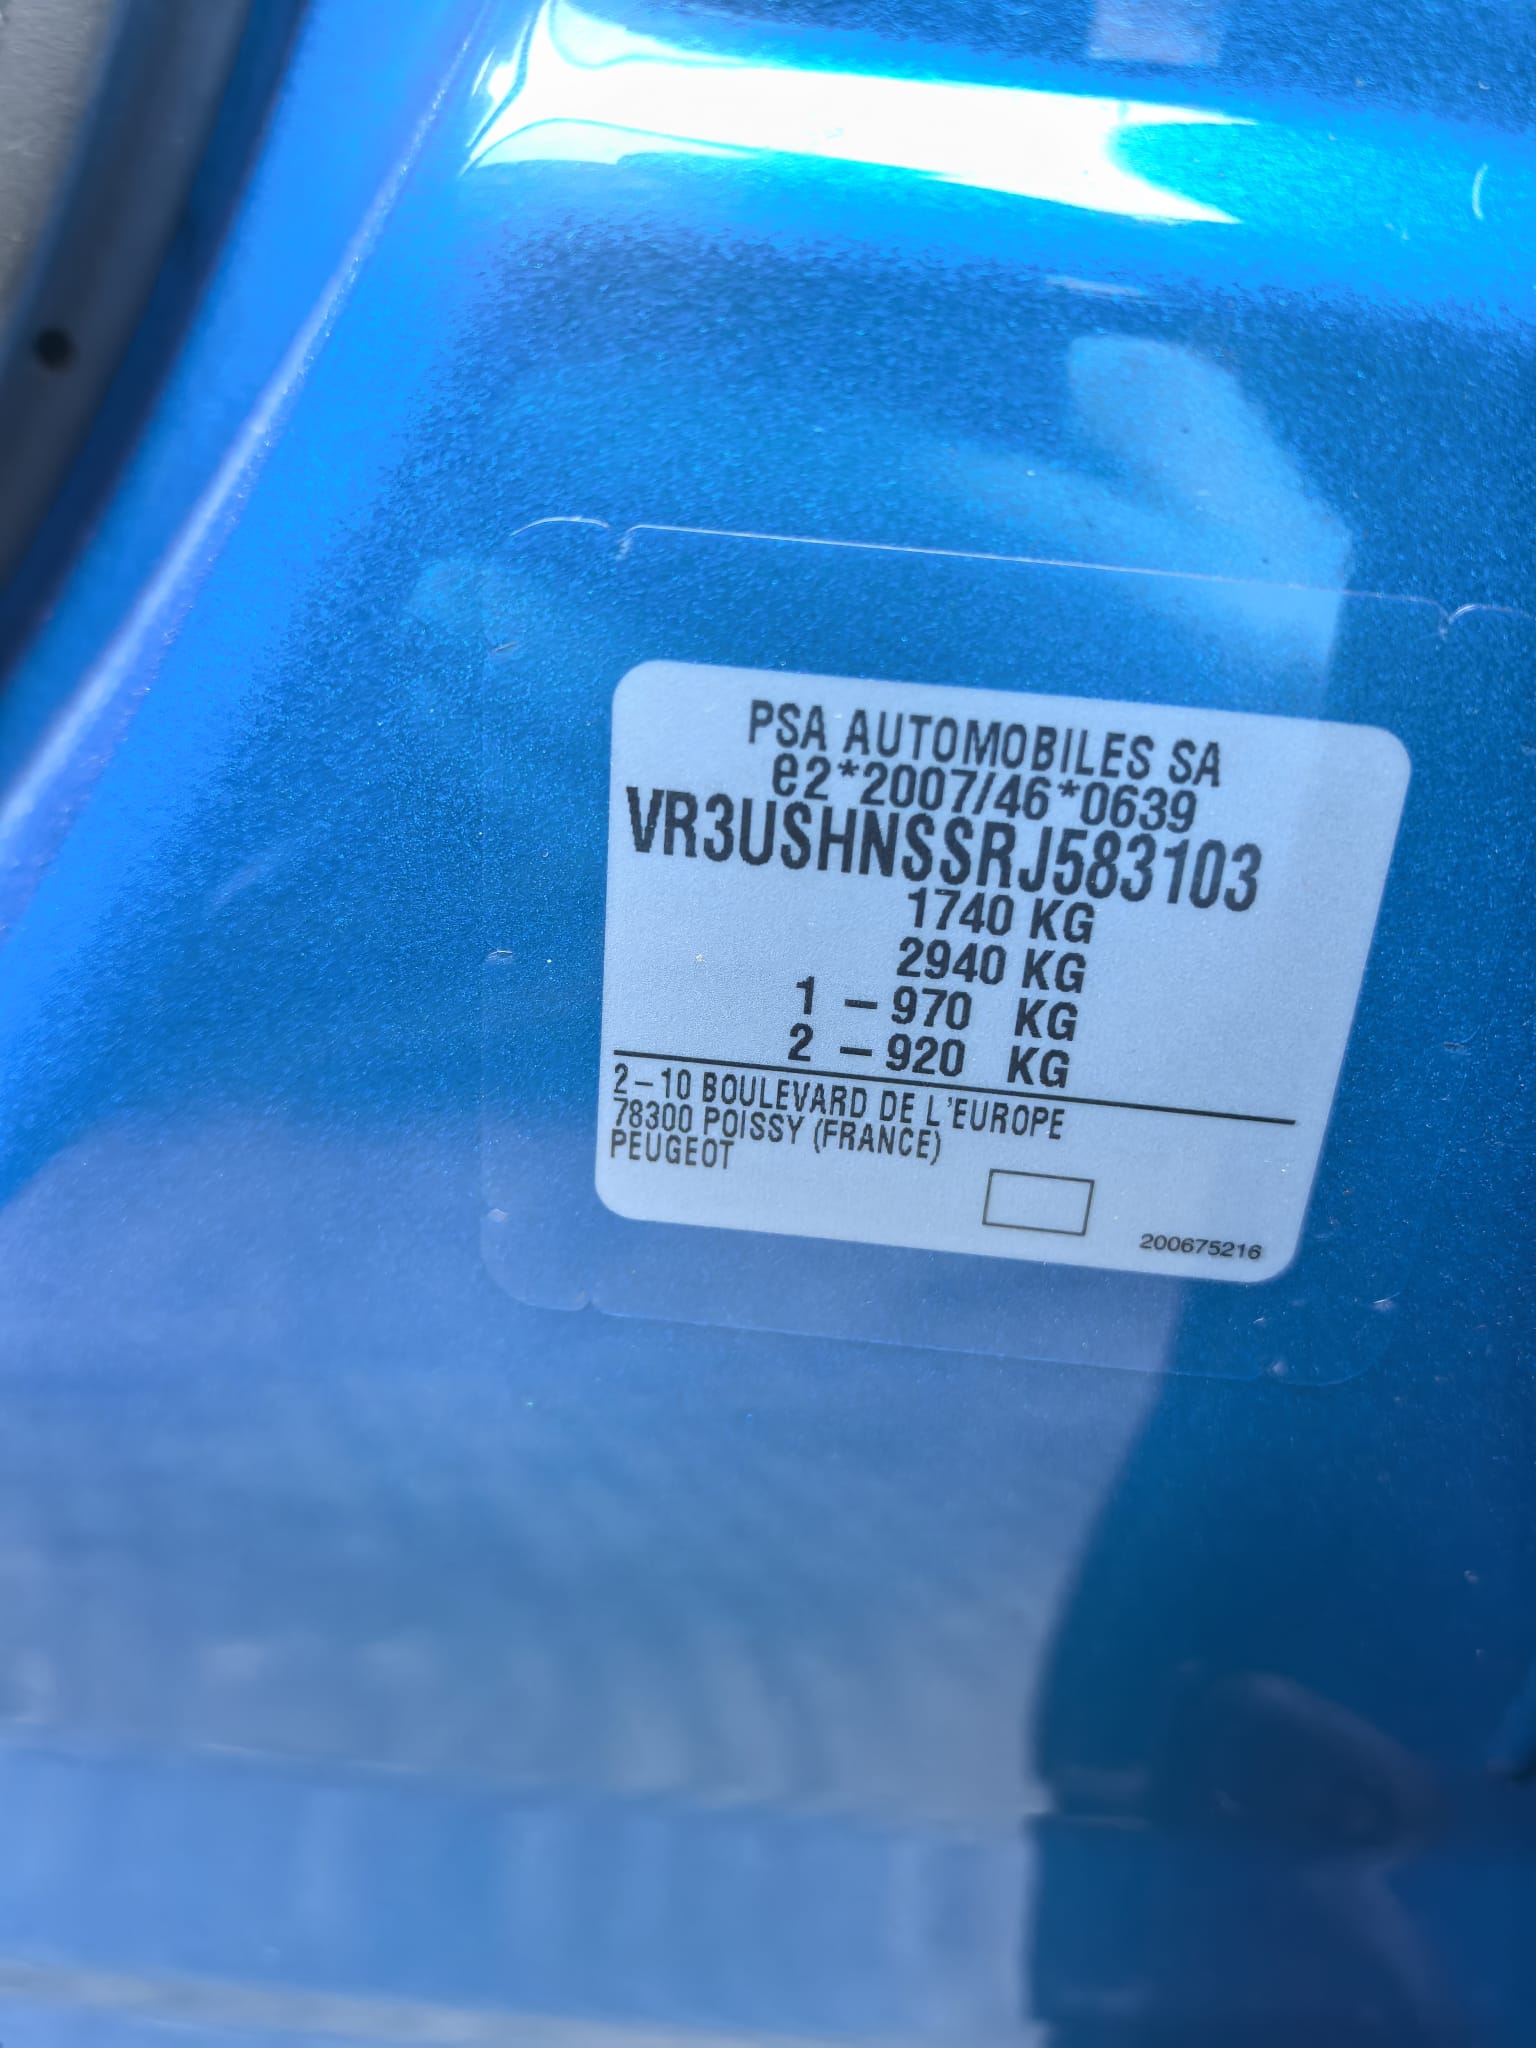 PSA AUTOMOBILES SA
e2*2007/46*0639
VR3USHNSSRJ583103
1740 KG
2940 KG
1 – 970 KG
2 – 920 KG
2–10 BOULEVARD DE L'EUROPE
78300 POISSY (FRANCE)
PEUGEOT
200675216